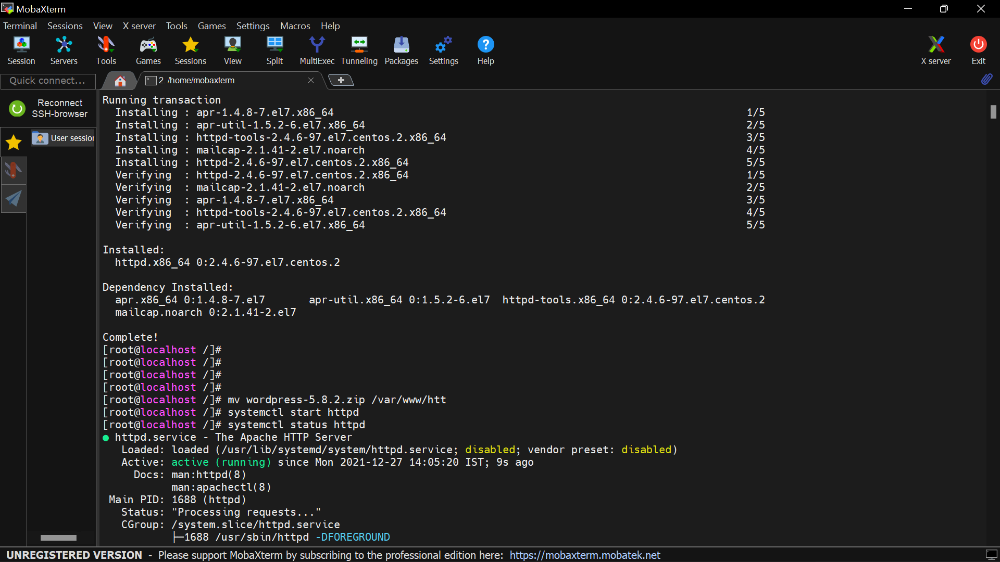 MobaXterm
Terminal Sessions View X server Tools Games Settings Macros Help
Session Servers Tools Games Sessions View Split MultiExec Tunneling Packages Settings Help X server Exit
Quick connect... 2. /home/mobaxterm
Reconnect
SSH-browser
User session
Running transaction
  Installing : apr-1.4.8-7.el7.x86_64 1/5
  Installing : apr-util-1.5.2-6.el7.x86_64 2/5
  Installing : httpd-tools-2.4.6-97.el7.centos.2.x86_64 3/5
  Installing : mailcap-2.1.41-2.el7.noarch 4/5
  Installing : httpd-2.4.6-97.el7.centos.2.x86_64 5/5
  Verifying  : httpd-2.4.6-97.el7.centos.2.x86_64 1/5
  Verifying  : mailcap-2.1.41-2.el7.noarch 2/5
  Verifying  : apr-1.4.8-7.el7.x86_64 3/5
  Verifying  : httpd-tools-2.4.6-97.el7.centos.2.x86_64 4/5
  Verifying  : apr-util-1.5.2-6.el7.x86_64 5/5
Installed:
  httpd.x86_64 0:2.4.6-97.el7.centos.2
Dependency Installed:
  apr.x86_64 0:1.4.8-7.el7       apr-util.x86_64 0:1.5.2-6.el7  httpd-tools.x86_64 0:2.4.6-97.el7.centos.2
  mailcap.noarch 0:2.1.41-2.el7
Complete!
[root@localhost /]#
[root@localhost /]#
[root@localhost /]#
[root@localhost /]#
[root@localhost /]# mv wordpress-5.8.2.zip /var/www/htt
[root@localhost /]# systemctl start httpd
[root@localhost /]# systemctl status httpd
● httpd.service - The Apache HTTP Server
   Loaded: loaded (/usr/lib/systemd/system/httpd.service; disabled; vendor preset: disabled)
   Active: active (running) since Mon 2021-12-27 14:05:20 IST; 9s ago
     Docs: man:httpd(8)
           man:apachectl(8)
 Main PID: 1688 (httpd)
   Status: "Processing requests..."
   CGroup: /system.slice/httpd.service
           ├─1688 /usr/sbin/httpd -DFOREGROUND
UNREGISTERED VERSION - Please support MobaXterm by subscribing to the professional edition here: https://mobaxterm.mobatek.net